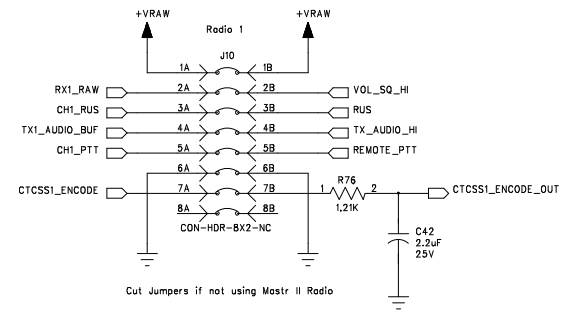 +VRAW
Radio 1
+VRAW
J10
1A
1B
RX1_RAW
2A
2B
VOL_SQ_HI
CH1_RUS
3A
3B
RUS
TX1_AUDIO_BUF
4A
4B
TX_AUDIO_HI
CH1_PTT
5A
5B
REMOTE_PTT
6A
6B
CTCSS1_ENCODE
7A
7B
1
R76
2
CTCSS1_ENCODE_OUT
1.21K
8A
8B
CON-HDR-8X2-NC
C42
2.2uF
25V
Cut Jumpers if not using Mastr II Radio